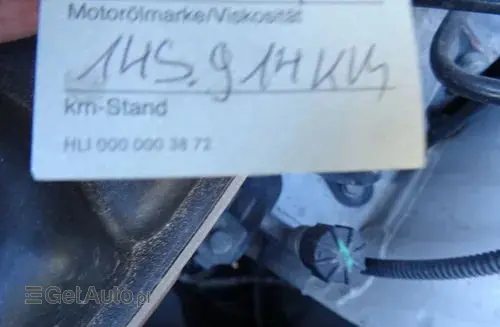 Motorölmarke/Viskosität
145.914 KM
km-Stand
HLI 000 000 38 72
GetAuto.pl